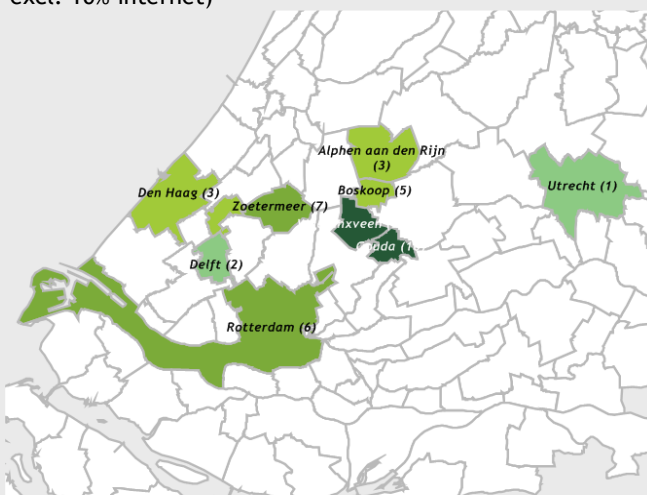 excl. 10% internet)
Alphen aan den Rijn
(3)
Den Haag (3)
Boskoop (5)
Utrecht (1)
Zoetermeer (7)
Delft (2)
Rotterdam (6)